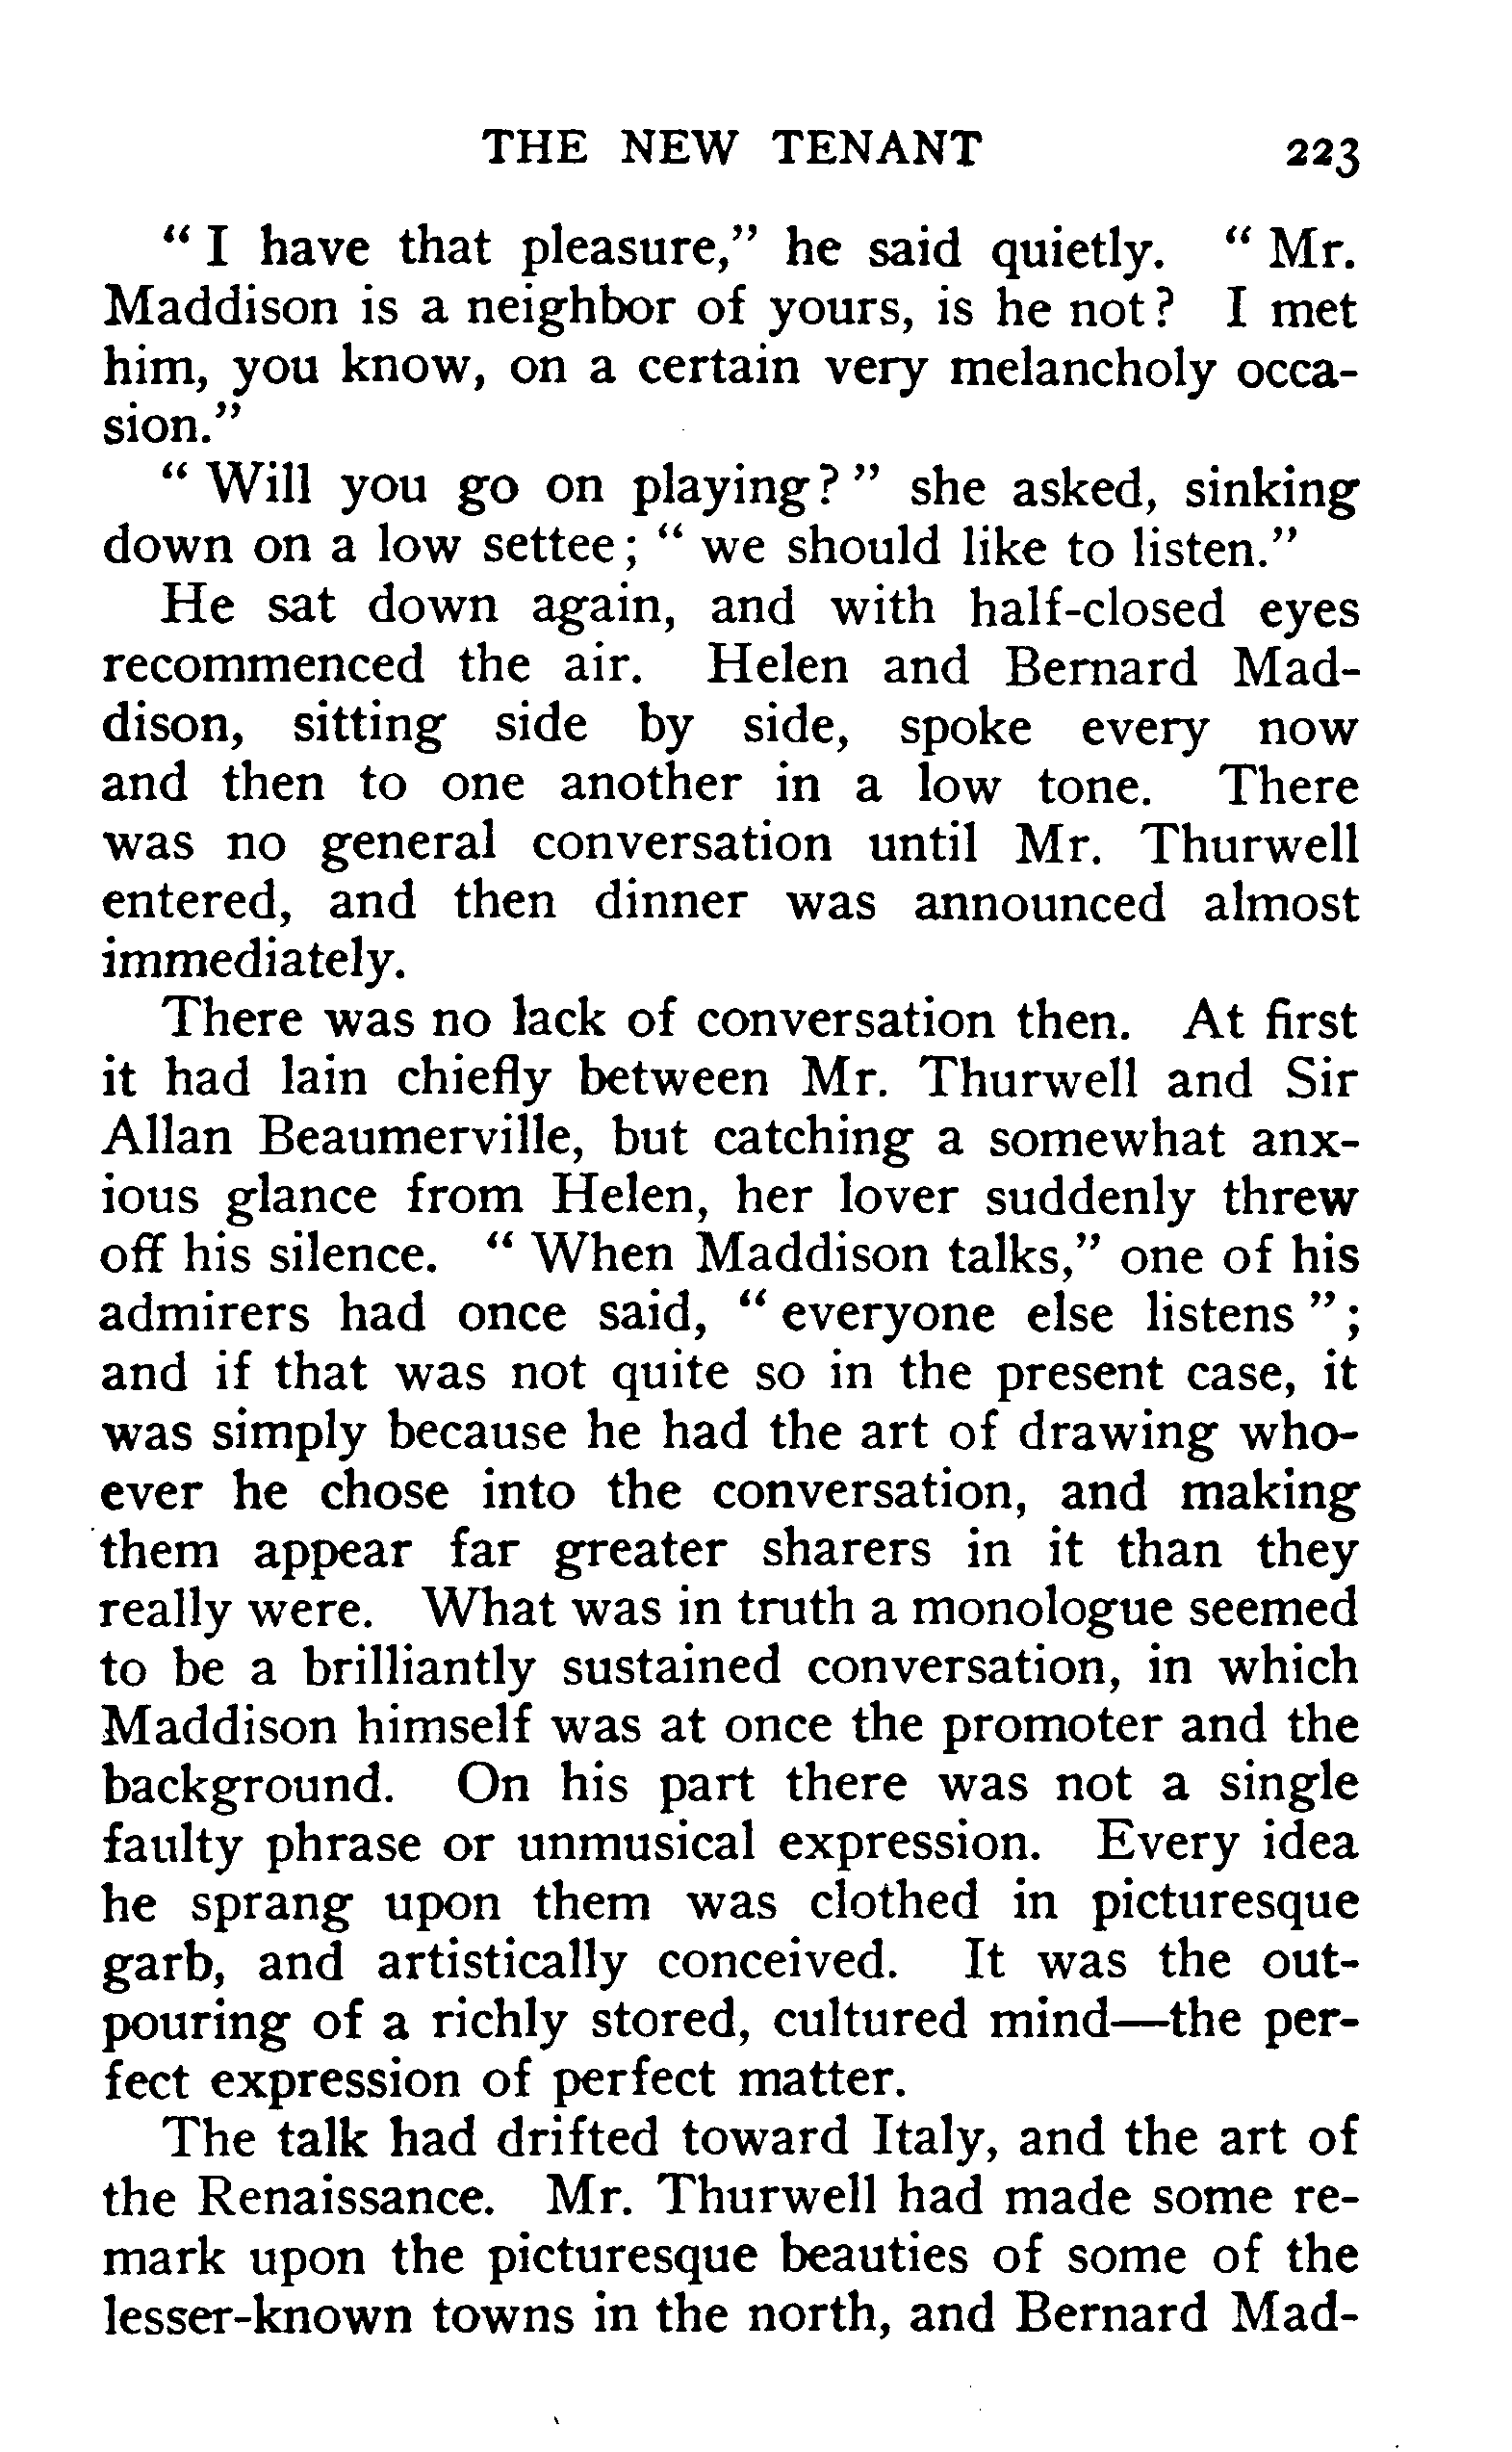 THE NEW TENANT 223
“ I have that pleasure,” he said quietly. “ Mr.
Maddison is a neighbor of yours, is he not? I met
him, you know, on a certain very melancholy occa-
sion.”
“ Will you go on playing? ” she asked, sinking
down on a low settee; “ we should like to listen.”
He sat down again, and with half-closed eyes
recommenced the air. Helen and Bernard Mad-
dison, sitting side by side, spoke every now
and then to one another in a low tone. There
was no general conversation until Mr. Thurwell
entered, and then dinner was announced almost
immediately.
There was no lack of conversation then. At first
it had lain chiefly between Mr. Thurwell and Sir
Allan Beaumerville, but catching a somewhat anx-
ious glance from Helen, her lover suddenly threw
off his silence. “ When Maddison talks,” one of his
admirers had once said, “ everyone else listens ”;
and if that was not quite so in the present case, it
was simply because he had the art of drawing who-
ever he chose into the conversation, and making
them appear far greater sharers in it than they
really were. What was in truth a monologue seemed
to be a brilliantly sustained conversation, in which
Maddison himself was at once the promoter and the
background. On his part there was not a single
faulty phrase or unmusical expression. Every idea
he sprang upon them was clothed in picturesque
garb, and artistically conceived. It was the out-
pouring of a richly stored, cultured mind—the per-
fect expression of perfect matter.
The talk had drifted toward Italy, and the art of
the Renaissance. Mr. Thurwell had made some re-
mark upon the picturesque beauties of some of the
lesser-known towns in the north, and Bernard Mad-